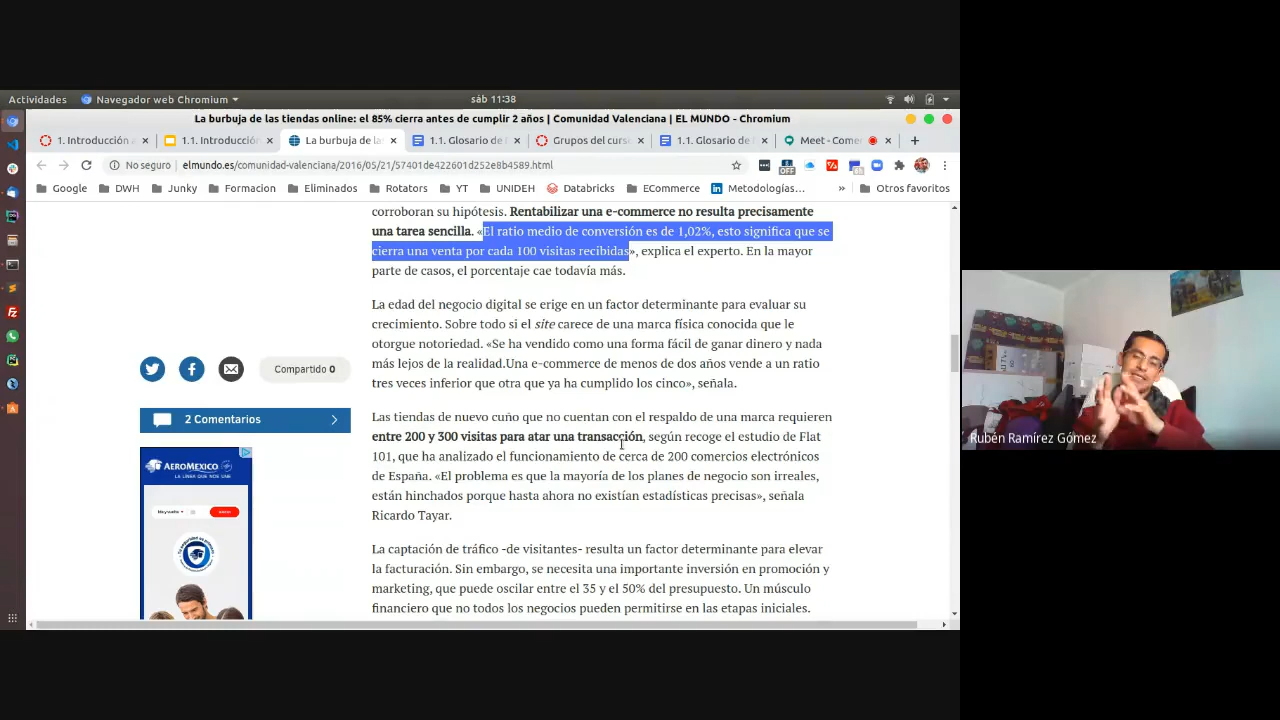 Actividades
Navegador web Chromium
sáb 11:38
La burbuja de las tiendas online: el 85% cierra antes de cumplir 2 años | Comunidad Valenciana | EL MUNDO - Chromium
1. Introducción
1.1. Introducción
La burbuja de las
1.1. Glosario de
Grupos del curs
1.1. Glosario de
Meet - Come
No seguro
elmundo.es/comunidad-valenciana/2016/05/21/57401de422601d252e8b4589.html
OFF
Google
DWH
Junky
Formacion
Eliminados
Rotators
YT
UNIDEH
Databricks
ECommerce
Metodologías...
»
Otros favoritos
corroboran su hipótesis. Rentabilizar una e-commerce no resulta precisamente
una tarea sencilla. «El ratio medio de conversión es de 1,02%, esto significa que se
cierra una venta por cada 100 visitas recibidas», explica el experto. En la mayor
parte de casos, el porcentaje cae todavía más.
La edad del negocio digital se erige en un factor determinante para evaluar su
crecimiento. Sobre todo si el site carece de una marca física conocida que le
otorgue notoriedad. «Se ha vendido como una forma fácil de ganar dinero y nada
más lejos de la realidad.Una e-commerce de menos de dos años vende a un ratio
tres veces inferior que otra que ya ha cumplido los cinco», señala.
Las tiendas de nuevo cuño que no cuentan con el respaldo de una marca requieren
entre 200 y 300 visitas para atar una transacción, según recoge el estudio de Flat
101, que ha analizado el funcionamiento de cerca de 200 comercios electrónicos
de España. «El problema es que la mayoría de los planes de negocio son irreales,
están hinchados porque hasta ahora no existían estadísticas precisas», señala
Ricardo Tayar.
La captación de tráfico -de visitantes- resulta un factor determinante para elevar
la facturación. Sin embargo, se necesita una importante inversión en promoción y
marketing, que puede oscilar entre el 35 y el 50% del presupuesto. Un músculo
financiero que no todos los negocios pueden permitirse en las etapas iniciales.
Compartido 0
2 Comentarios
AEROMEXICO
LA LÍNEA QUE NOS UNE
Rubén Ramírez Gómez